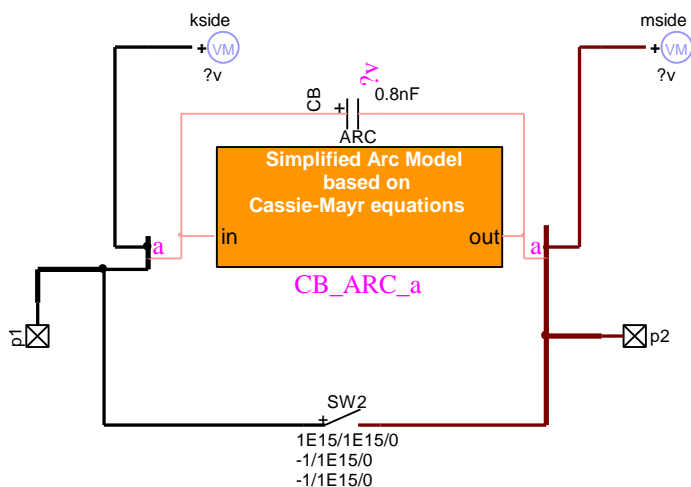 kside
mside
+
VM
+
VM
?v
?v
CB
+
?v
0.8nF
ARC
Simplified Arc Model
based on
Cassie-Mayr equations
in
out
a
a
CB_ARC_a
p1
p2
SW2
+
1E15/1E15/0
-1/1E15/0
-1/1E15/0